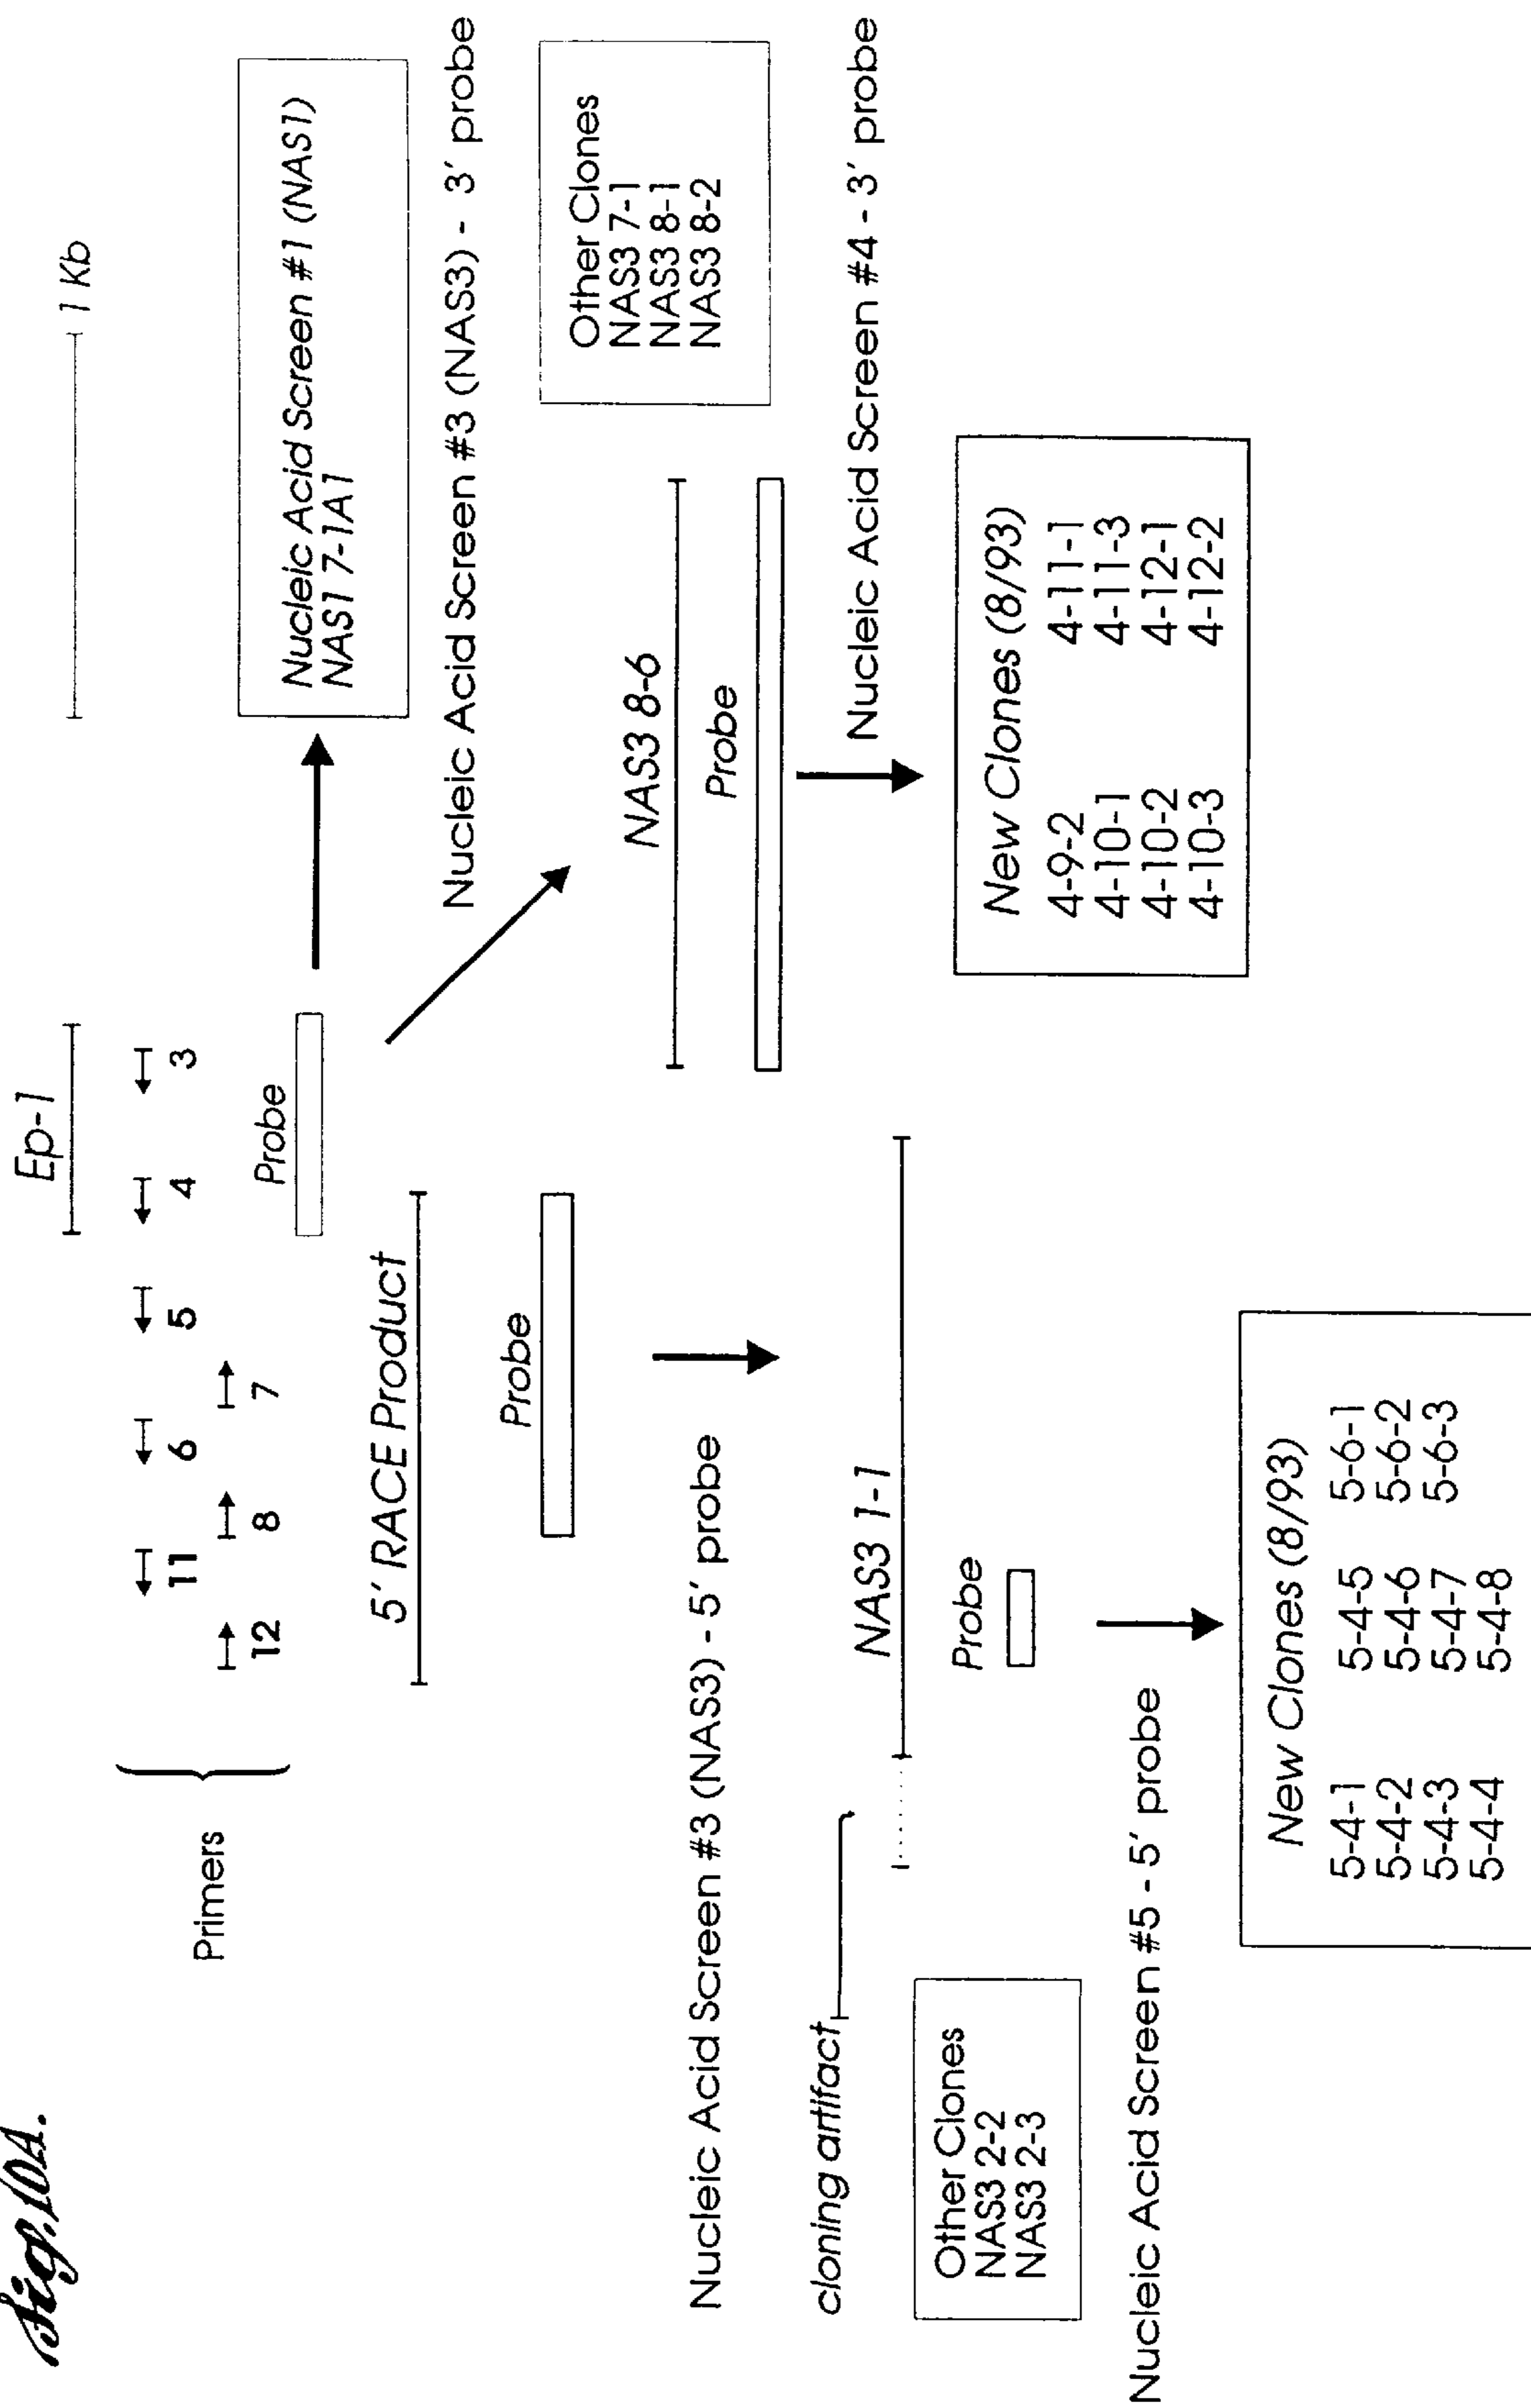 Fig. 10A.
Ep-1
1 Kb
Primers
12 11 8 6 7 5 4 3
Probe
Nucleic Acid Screen #1 (NAS1)
NAS1 7-1A1
5' RACE Product
Nucleic Acid Screen #3 (NAS3) - 3' probe
Probe
Other Clones
NAS3 7-1
NAS3 8-1
NAS3 8-2
NAS3 8-6
Probe
Nucleic Acid Screen #3 (NAS3) - 5' probe
Nucleic Acid Screen #4 - 3' probe
cloning artifact
NAS3 1-1
Probe
Other Clones
NAS3 2-2
NAS3 2-3
New Clones (8/93)
4-9-2 4-11-1
4-10-1 4-11-3
4-10-2 4-12-1
4-10-3 4-12-2
Nucleic Acid Screen #5 - 5' probe
New Clones (8/93)
5-4-1 5-4-5 5-6-1
5-4-2 5-4-6 5-6-2
5-4-3 5-4-7 5-6-3
5-4-4 5-4-8